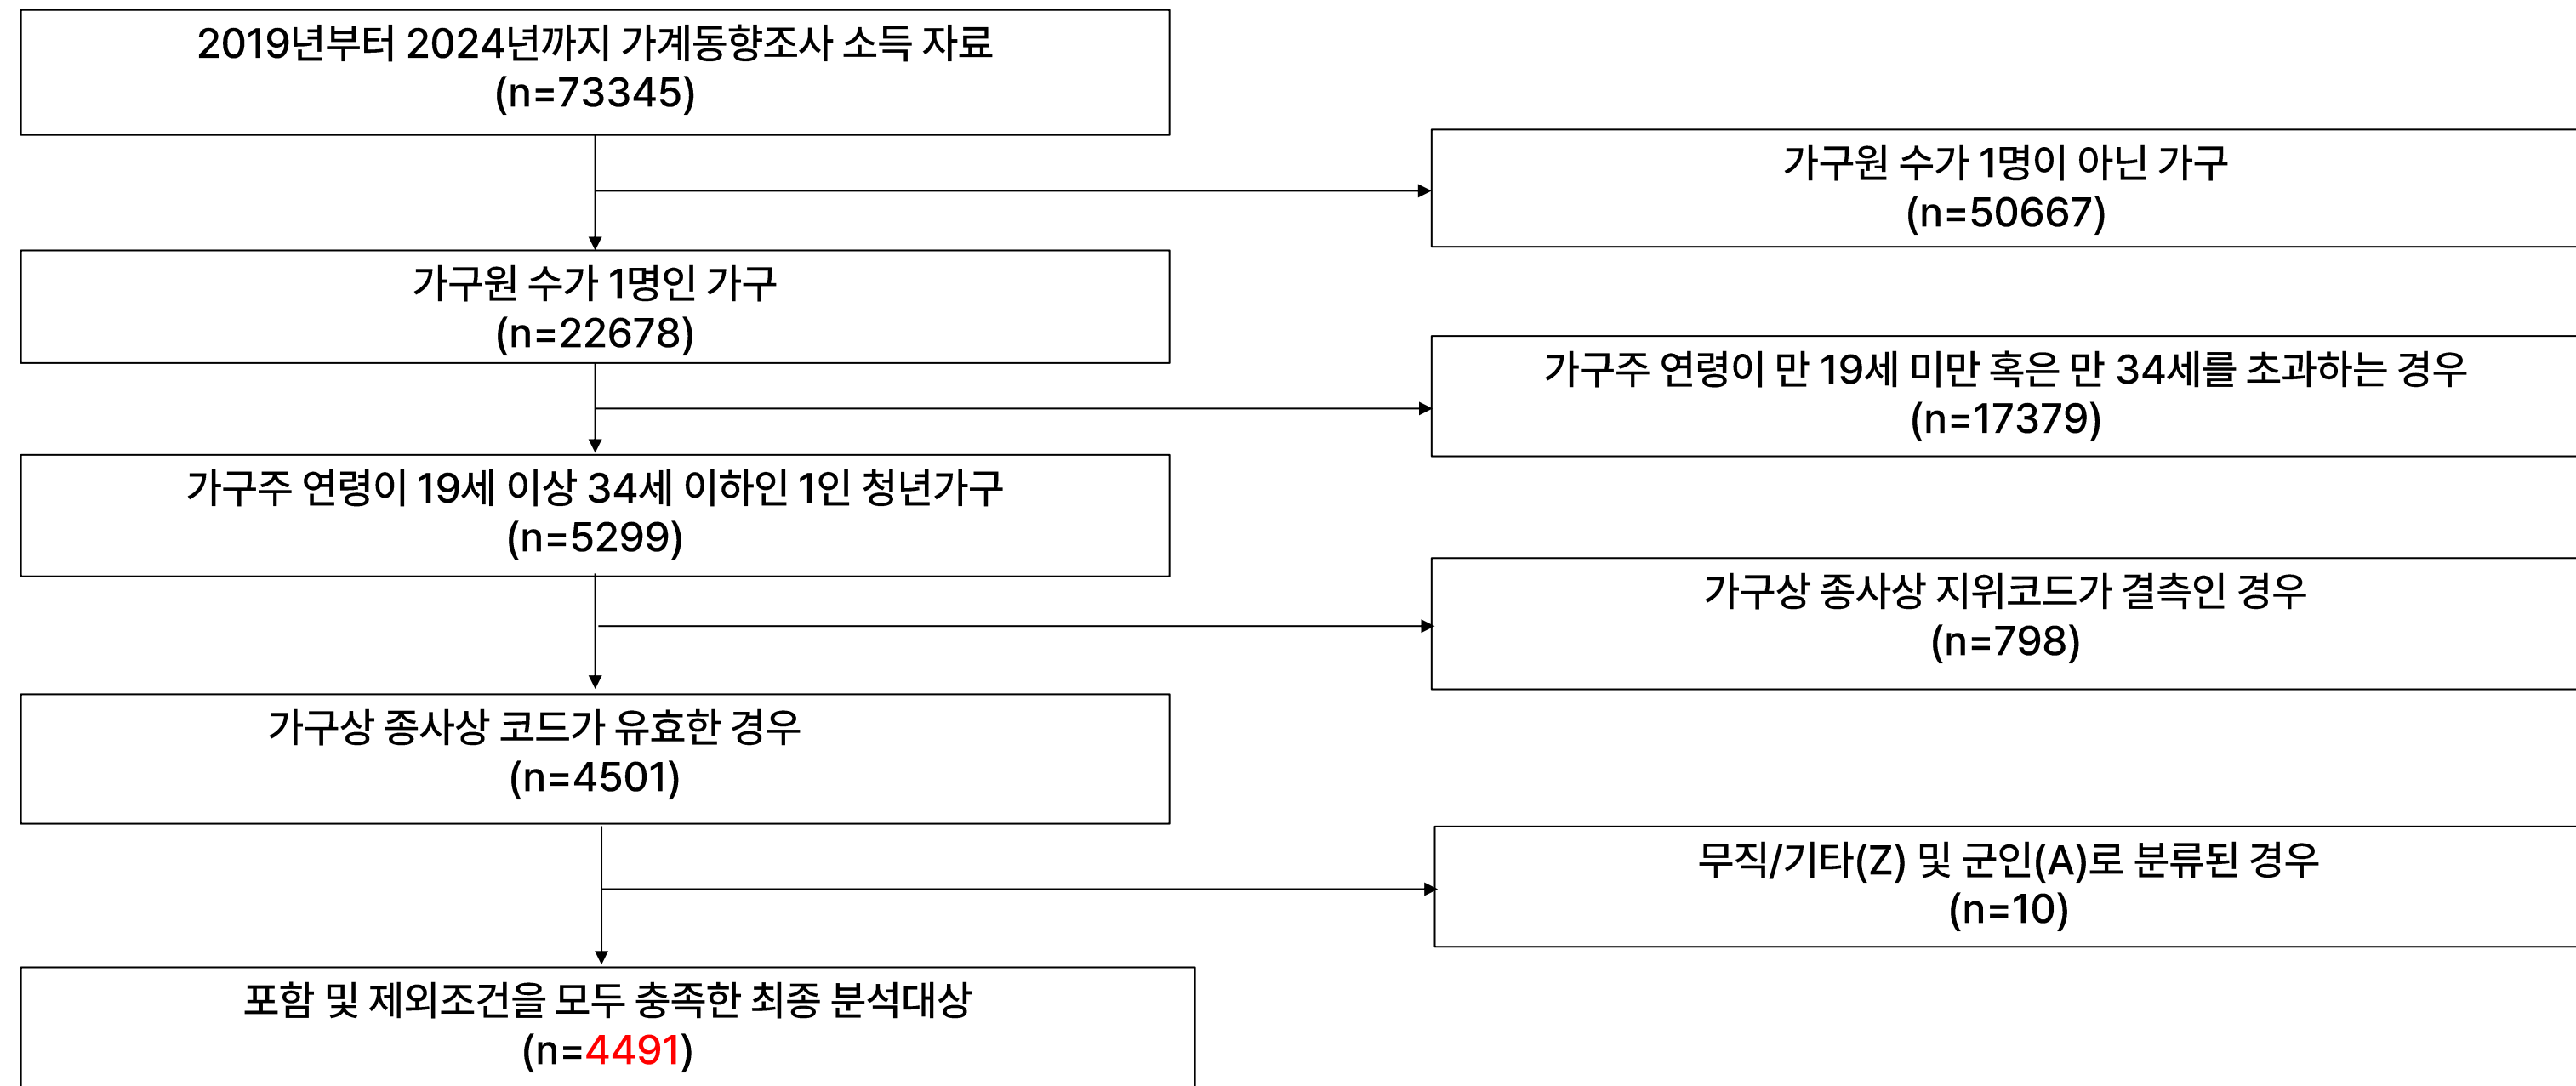 2019년부터 2024년까지 가계동향조사 소득 자료
(n=73345)
가구원 수가 1명이 아닌 가구
(n=50667)
가구원 수가 1명인 가구
(n=22678)
가구주 연령이 만 19세 미만 혹은 만 34세를 초과하는 경우
(n=17379)
가구주 연령이 19세 이상 34세 이하인 1인 청년가구
(n=5299)
가구상 종사상 지위코드가 결측인 경우
(n=798)
가구상 종사상 코드가 유효한 경우
(n=4501)
무직/기타(Z) 및 군인(A)로 분류된 경우
(n=10)
포함 및 제외조건을 모두 충족한 최종 분석대상
(n=4491)